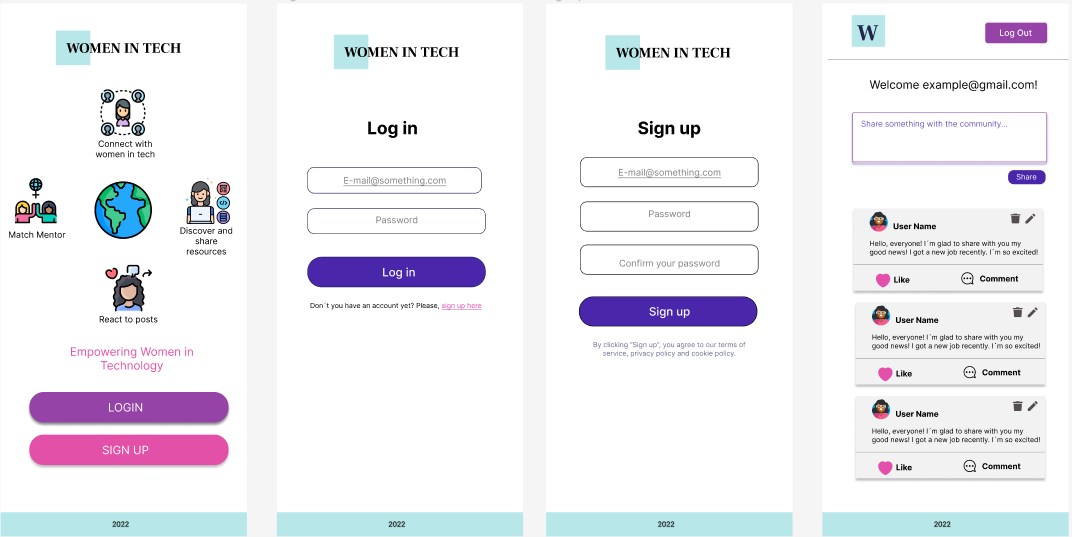 WOMEN IN TECH
Connect with
women in tech
Match Mentor
Discover and
share
resources
React to posts
Empowering Women in
Technology
LOGIN
SIGN UP
2022
WOMEN IN TECH
Log in
E-mail@something.com
Password
Log in
Don´t you have an account yet? Please, sign up here
2022
WOMEN IN TECH
Sign up
E-mail@something.com
Password
Confirm your password
Sign up
By clicking "Sign up", you agree to our terms of
service, privacy policy and cookie policy.
2022
W
Log Out
Welcome example@gmail.com!
Share something with the community...
Share
User Name
Hello, everyone! I´m glad to share with you my
good news! I got a new job recently. I´m so excited!
Like
Comment
User Name
Hello, everyone! I´m glad to share with you my
good news! I got a new job recently. I´m so excited!
Like
Comment
User Name
Hello, everyone! I´m glad to share with you my
good news! I got a new job recently. I´m so excited!
Like
Comment
2022